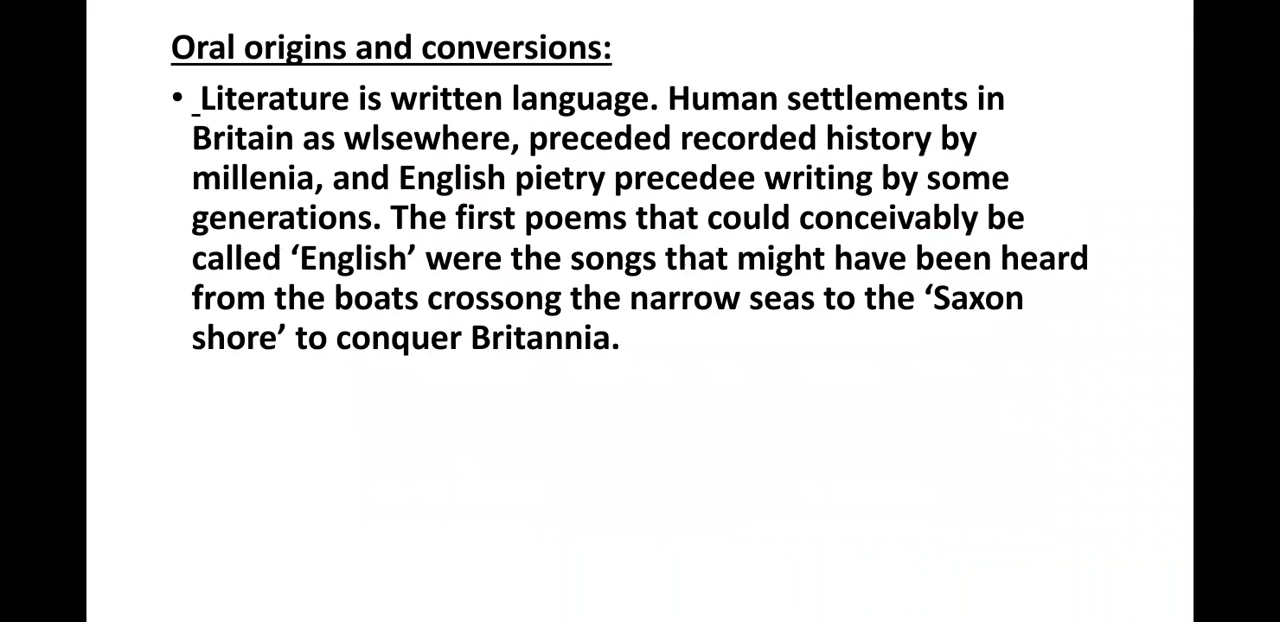 Oral origins and conversions:
• Literature is written language. Human settlements in
Britain as wlsewhere, preceded recorded history by
millenia, and English pietry precedee writing by some
generations. The first poems that could conceivably be
called ‘English’ were the songs that might have been heard
from the boats crossong the narrow seas to the ‘Saxon
shore’ to conquer Britannia.